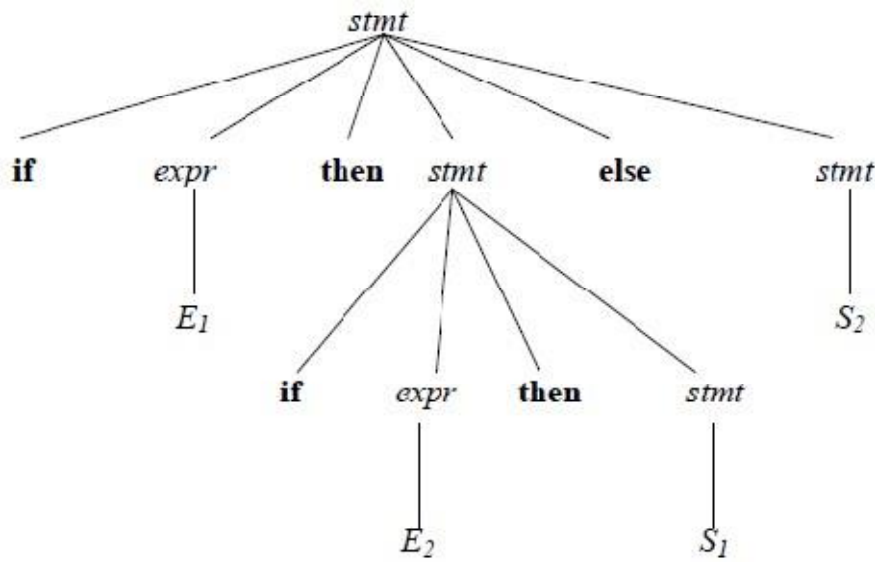 stmt
if expr then stmt else stmt
E1 S2
if expr then stmt
E2 S1